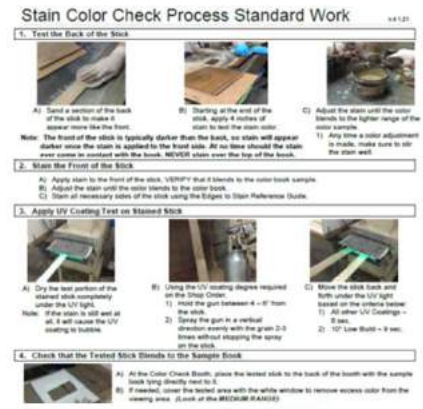 Stain Color Check Process Standard Work
1. Test the Back of the Stick
A) Sand a section of the back
of the stick to make it
appear more like the front.
B) Starting at the end of the
stick, apply 4 inches of
stain to test the stain color.
C) Adjust the stain until the color
blends to the lighter range of the
color sample.
1) Any time a color adjustment
is made, make sure to stir
the stain well.
Note: The front of the stick is typically darker than the back, so stain will appear
darker once the stain is applied to the front side. At no time should the stain
ever come in contact with the book. NEVER stain over the top of the book.
2. Stain the Front of the Stick
A) Apply stain to the front of the stick, VERIFY that it blends to the color book sample.
B) Adjust the stain until the color blends to the color book.
C) Stain all necessary sides of the stick using the Edges to Stain Reference Guide.
3. Apply UV Coating Test on Stained Stick
A) Dry the test portion of the
stained stick completely
under the UV light.
Note: If the stain is still wet at
all, it will cause the UV
coating to bubble.
B) Using the UV coating degree required
on the Shop Order.
1) Hold the gun between 4 – 6" from
the stick.
2) Spray the gun in a vertical
direction evenly with the grain 2-3
times without stopping the spray
on the stick.
C) Move the stick back and
forth under the UV light
based on the criteria below:
1) All other UV Coatings –
8 sec.
2) 10° Low Build – 9 sec.
4. Check that the Tested Stick Blends to the Sample Book
A) At the Color Check Booth, place the tested stick to the back of the booth with the sample
book lying directly next to it.
B) If needed, cover the tested area with the white window to remove excess color from the
viewing area. (Look at the MEDIUM RANGE)